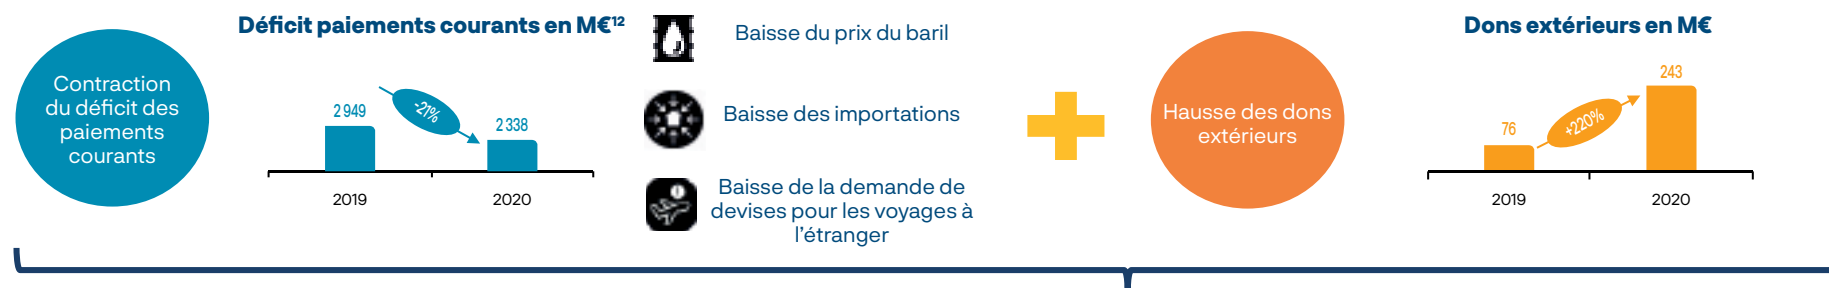 Contraction
du déficit des
paiements
courants
Déficit paiements courants en M€¹²
2 949
-21%
2 338
2019
2020
Baisse du prix du baril
Baisse des importations
Baisse de la demande de
devises pour les voyages à
l'étranger
Hausse des dons
extérieurs
Dons extérieurs en M€
76
+220%
243
2019
2020